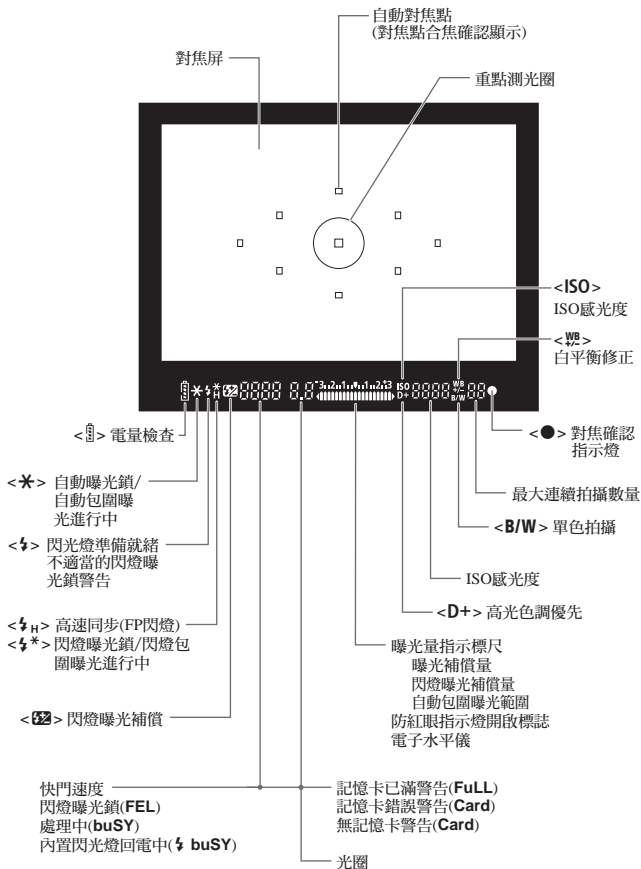 自動對焦點
(對焦點合焦確認顯示)
對焦屏
重點測光圈
<ISO>
ISO感光度
<WB +/->
白平衡修正
3..2..1..▼..1..2..3
ISO
D+
WB
+/-
B/W
< > 電量檢查
<●> 對焦確認
指示燈
<✱> 自動曝光鎖/
自動包圍曝
光進行中
最大連續拍攝數量
<B/W> 單色拍攝
<⚡> 閃光燈準備就緒
不適當的閃燈曝
光鎖警告
ISO感光度
<D+> 高光色調優先
<⚡H> 高速同步(FP閃燈)
<⚡*> 閃燈曝光鎖/閃燈包
圍曝光進行中
曝光量指示標尺
曝光補償量
閃燈曝光補償量
自動包圍曝光範圍
防紅眼指示燈開啟標誌
電子水平儀
< > 閃燈曝光補償
快門速度
閃燈曝光鎖(FEL)
處理中(buSY)
內置閃光燈回電中(⚡ buSY)
記憶卡已滿警告(FuLL)
記憶卡錯誤警告(Card)
無記憶卡警告(Card)
光圈